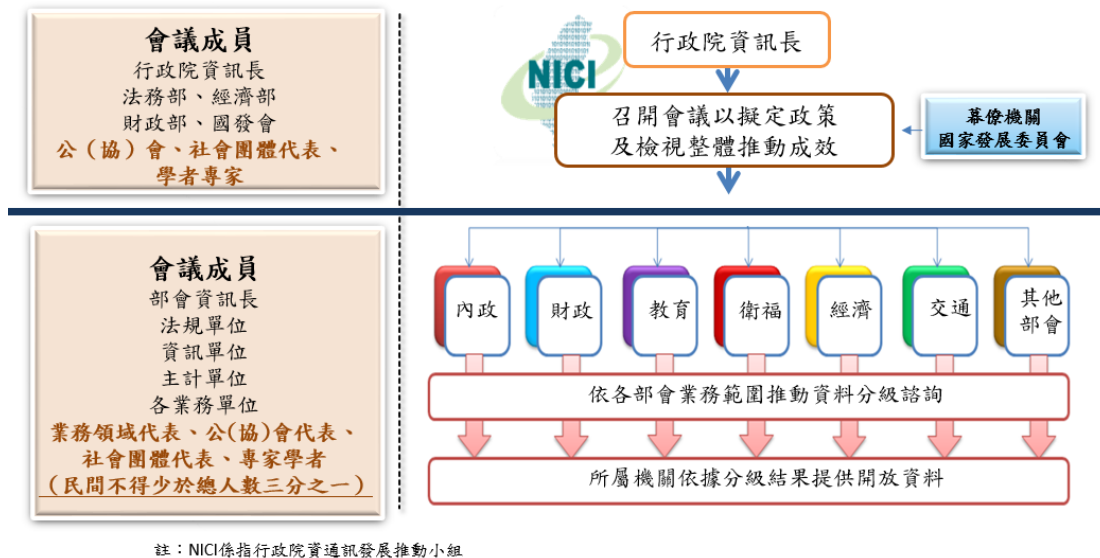 會議成員
行政院資訊長
法務部、經濟部
財政部、國發會
公（協）會、社會團體代表、
學者專家
NICI
行政院資訊長
召開會議以擬定政策
及檢視整體推動成效
幕僚機關
國家發展委員會
會議成員
部會資訊長
法規單位
資訊單位
主計單位
各業務單位
業務領域代表、公(協)會代表、
社會團體代表、專家學者
（民間不得少於總人數三分之一）
內政
財政
教育
衛福
經濟
交通
其他
部會
依各部會業務範圍推動資料分級諮詢
所屬機關依據分級結果提供開放資料
註：NICI係指行政院資通訊發展推動小組